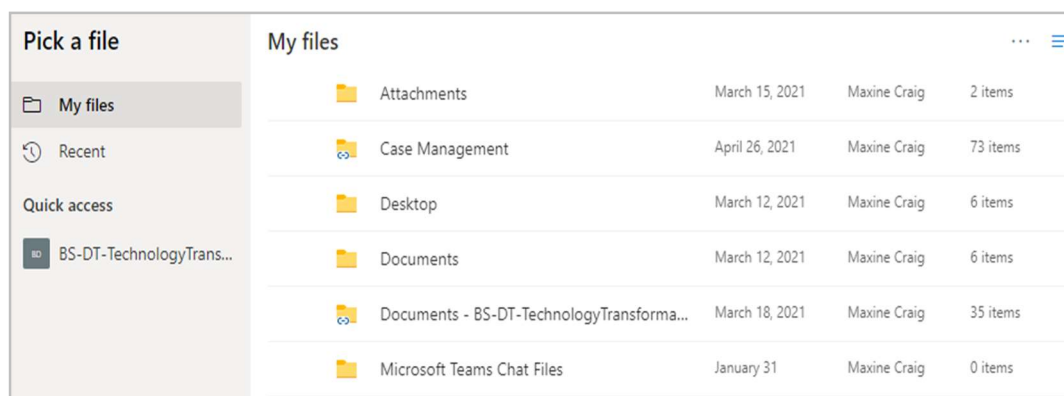 Pick a file
My files
Recent
Quick access
BD BS-DT-TechnologyTrans...
My files ...
Attachments March 15, 2021 Maxine Craig 2 items
Case Management April 26, 2021 Maxine Craig 73 items
Desktop March 12, 2021 Maxine Craig 6 items
Documents March 12, 2021 Maxine Craig 6 items
Documents - BS-DT-TechnologyTransforma... March 18, 2021 Maxine Craig 35 items
Microsoft Teams Chat Files January 31 Maxine Craig 0 items